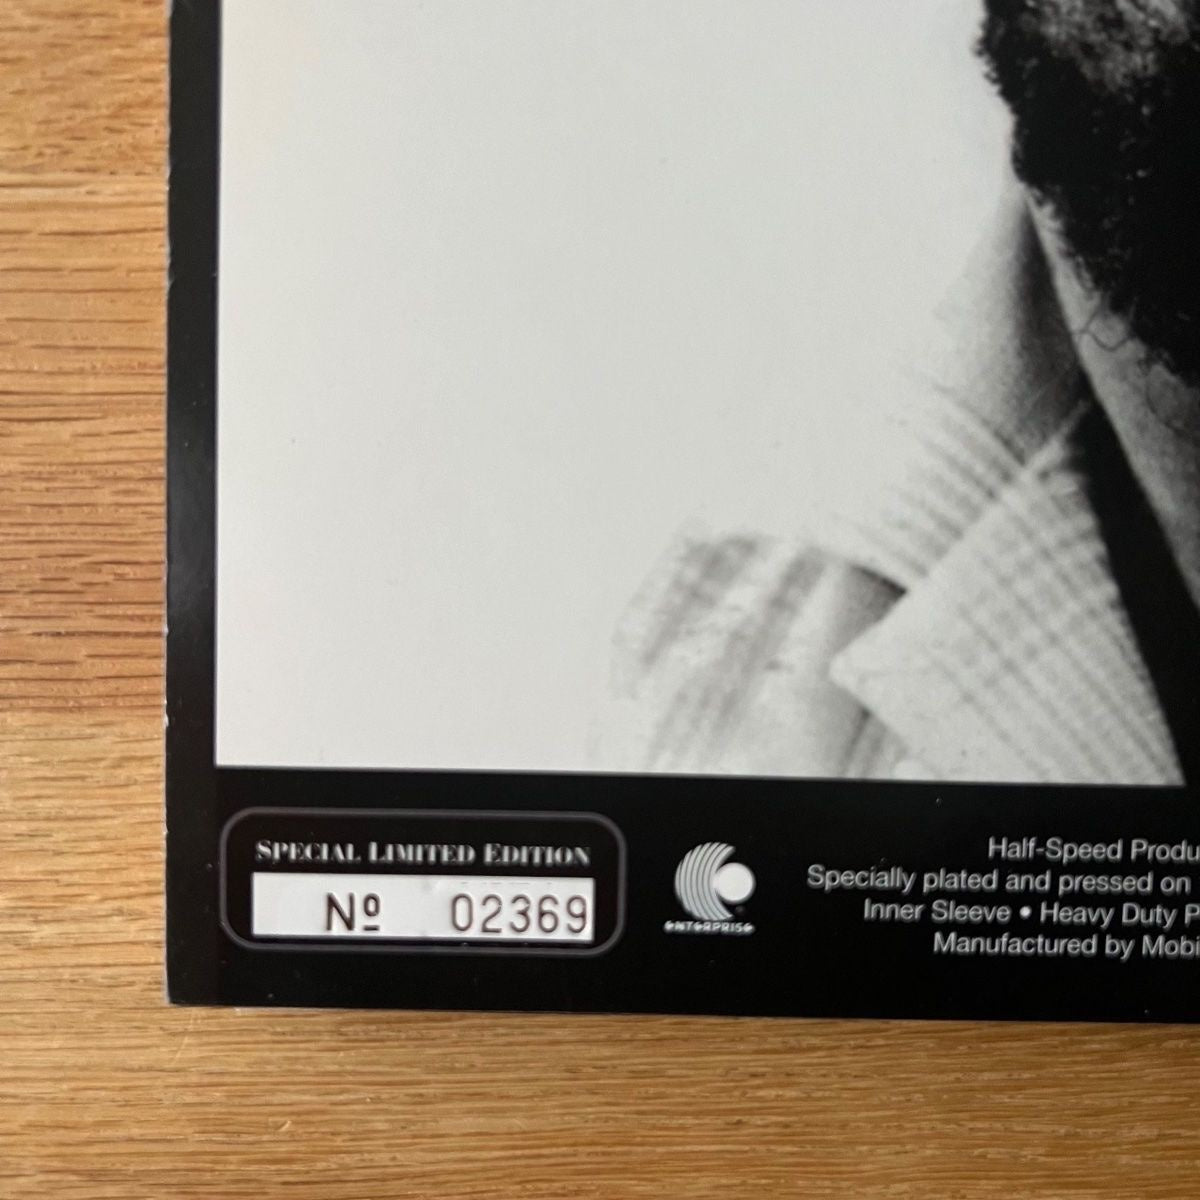 SPECIAL LIMITED EDITION
Nº 02369
ENTERPRISE
Half-Speed Produ
Specially plated and pressed on
Inner Sleeve • Heavy Duty P
Manufactured by Mobi